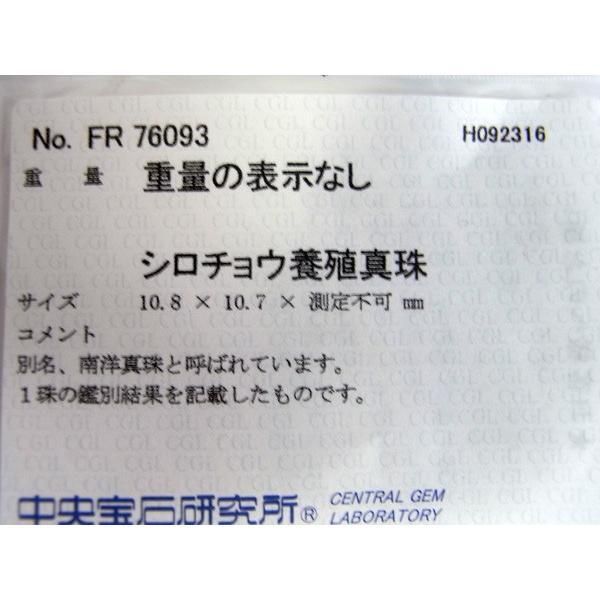 No. FR 76093 H092316
重 量 重量の表示なし
シロチョウ養殖真珠
サイズ 10.8 × 10.7 × 測定不可 mm
コメント
別名、南洋真珠と呼ばれています。
1珠の鑑別結果を記載したものです。
中央宝石研究所® CENTRAL GEM
LABORATORY